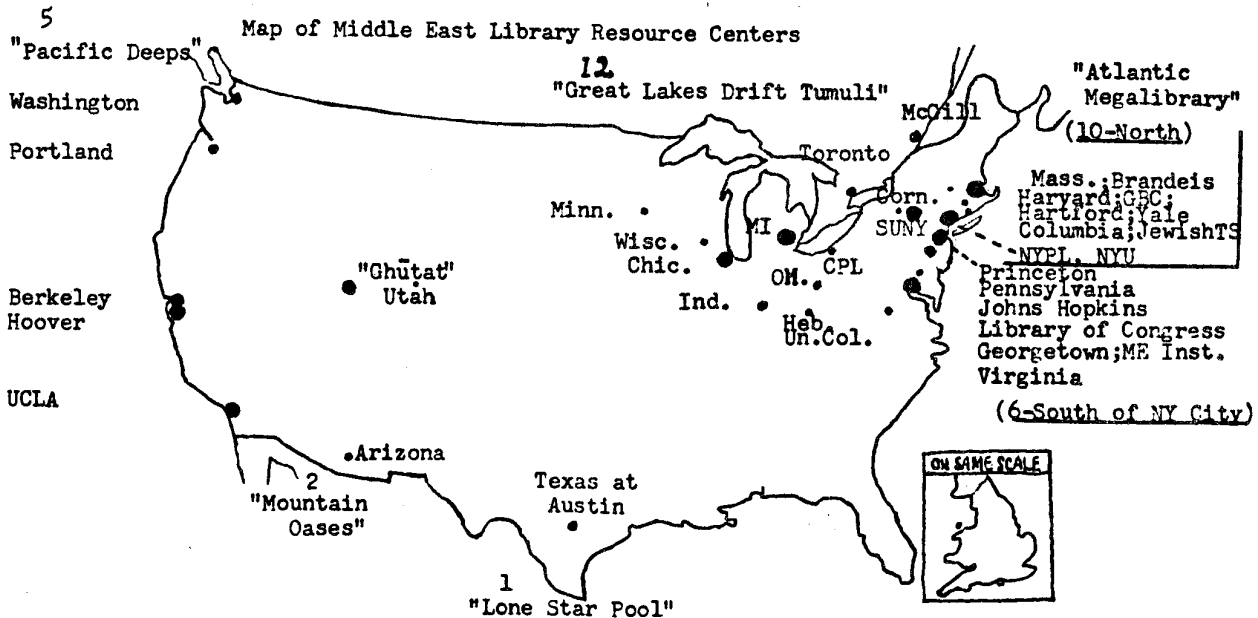 Map of Middle East Library Resource Centers
5
"Pacific Deeps"
Washington
Portland
Berkeley
Hoover
UCLA
12
"Great Lakes Drift Tumuli"
McGill
Toronto
Corn.
SUNY
Minn.
Wisc.
Chic.
MI
CPL
OH.
Ind.
Heb.
Un.Col.
"Ghūtat"
Utah
Arizona
2
"Mountain
Oases"
Texas at
Austin
1
"Lone Star Pool"
"Atlantic
Megalibrary"
(10-North)
Mass.;Brandeis
Harvard;GBC;
Hartford;Yale
Columbia;JewishTS
NYPL. NYU
Princeton
Pennsylvania
Johns Hopkins
Library of Congress
Georgetown;ME Inst.
Virginia
(6-South of NY City)
ON SAME SCALE